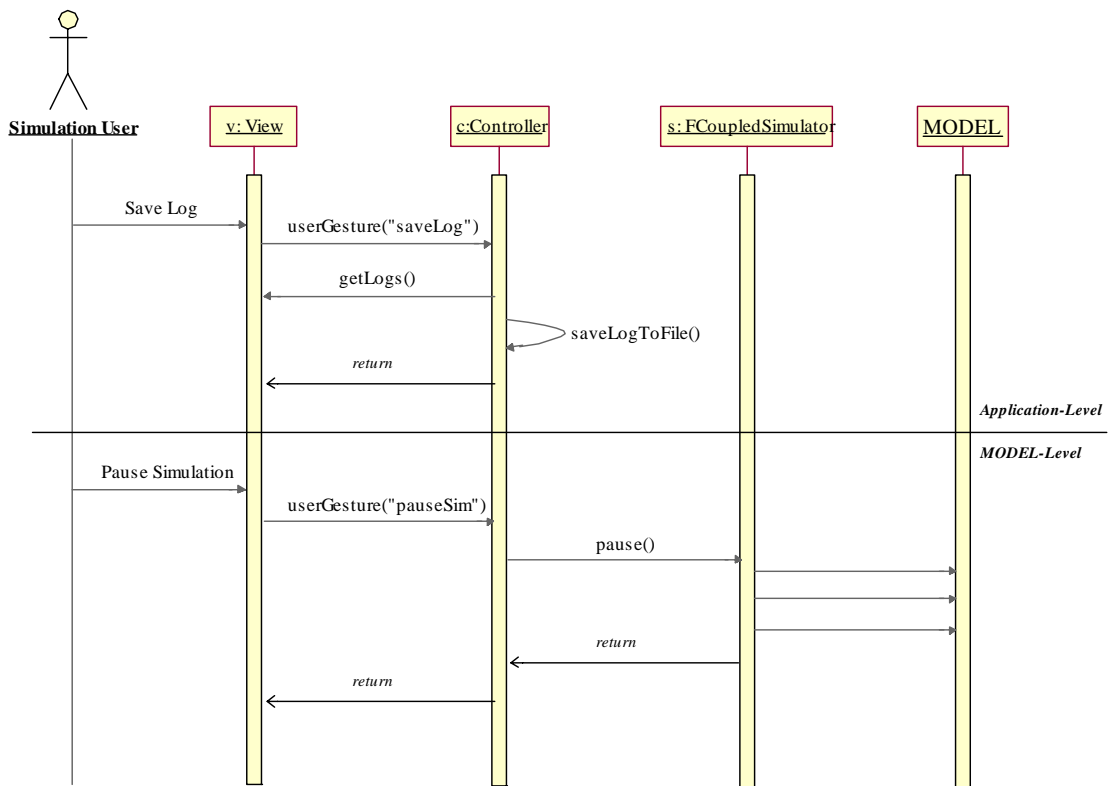 Simulation User
v: View
c:Controller
s: FCoupledSimulator
MODEL
Save Log
userGesture("saveLog")
getLogs()
saveLogToFile()
return
Application-Level
MODEL-Level
Pause Simulation
userGesture("pauseSim")
pause()
return
return